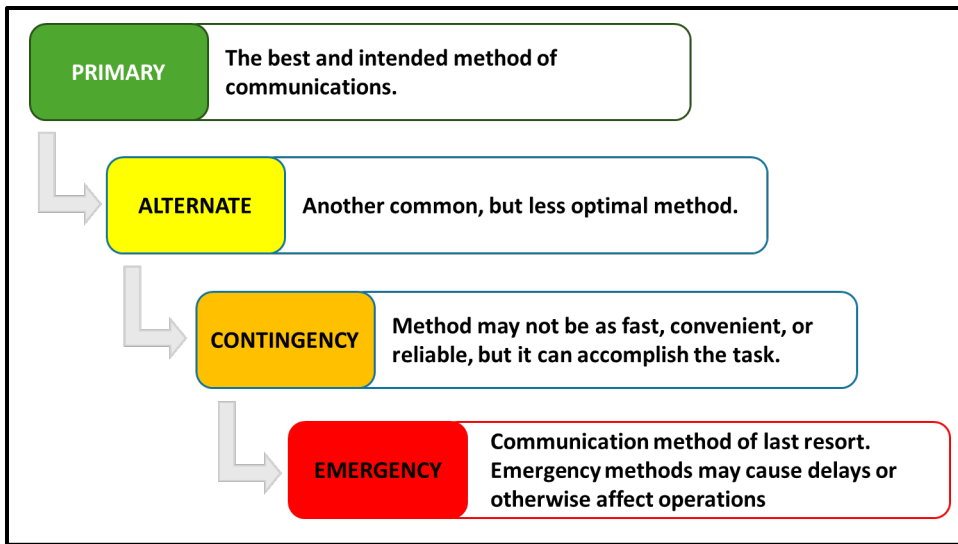 PRIMARY
The best and intended method of
communications.
ALTERNATE
Another common, but less optimal method.
CONTINGENCY
Method may not be as fast, convenient, or
reliable, but it can accomplish the task.
EMERGENCY
Communication method of last resort.
Emergency methods may cause delays or
otherwise affect operations